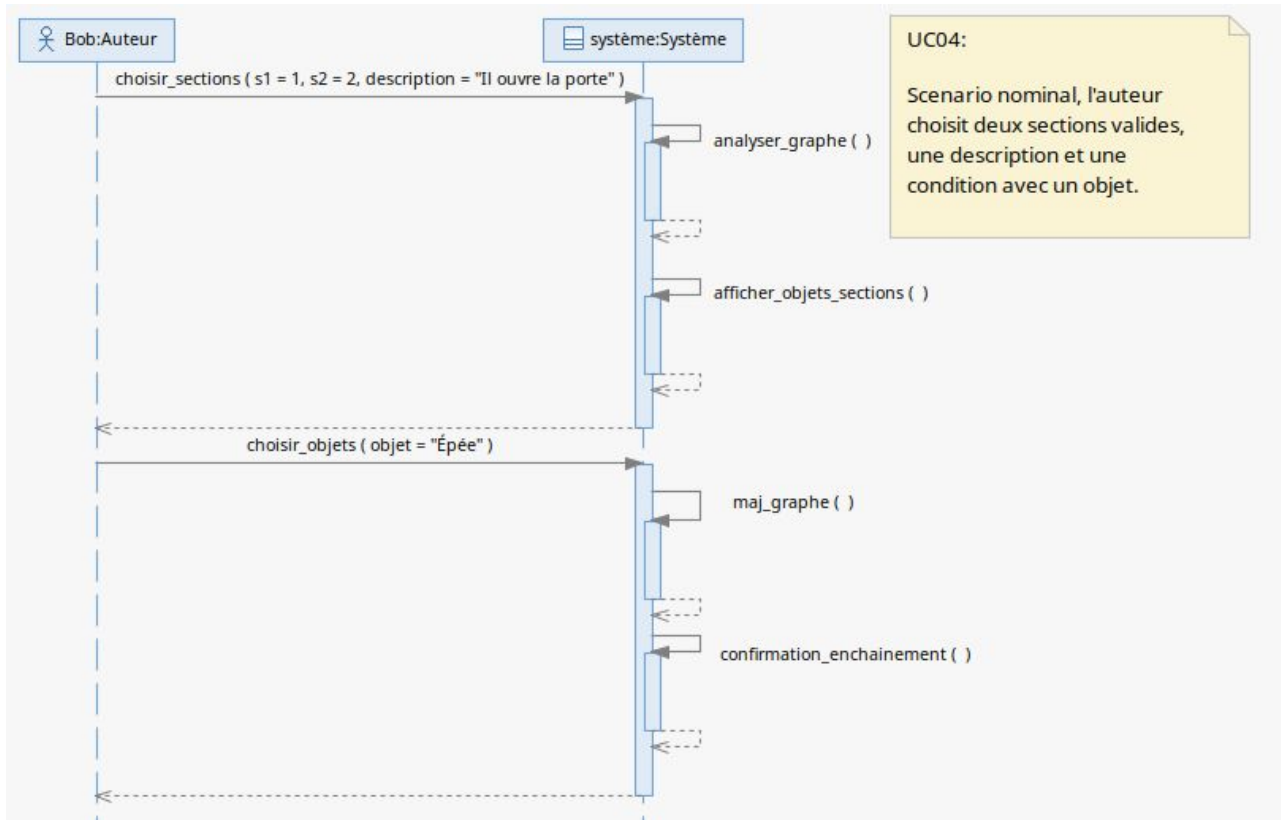 Bob:Auteur
système:Système
choisir_sections ( s1 = 1, s2 = 2, description = "Il ouvre la porte" )
analyser_graphe (  )
afficher_objets_sections (  )
choisir_objets ( objet = "Épée" )
maj_graphe (  )
confirmation_enchainement (  )
UC04:
Scenario nominal, l'auteur
choisit deux sections valides,
une description et une
condition avec un objet.